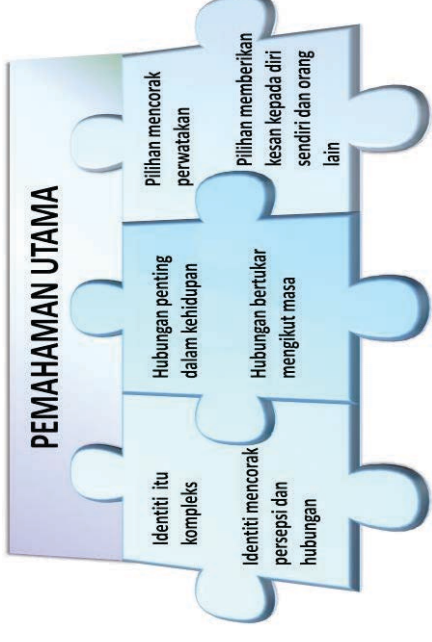 PEMAHAMAN UTAMA
Identiti itu
kompleks
Identiti mencorak
persepsi dan
hubungan
Hubungan penting
dalam kehidupan
Hubungan bertukar
mengikut masa
Pilihan mencorak
perwatakan
Pilihan memberikan
kesan kepada diri
sendiri dan orang
lain